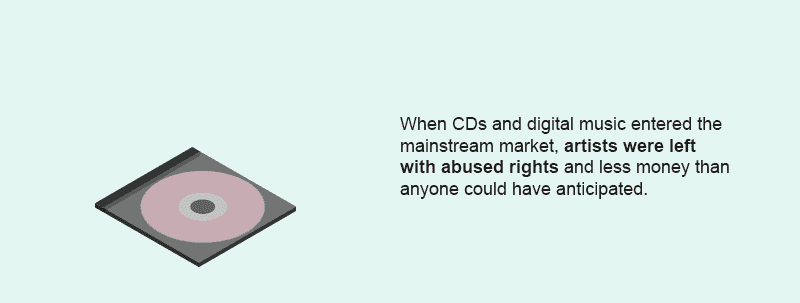 When CDs and digital music entered the
mainstream market, artists were left
with abused rights and less money than
anyone could have anticipated.